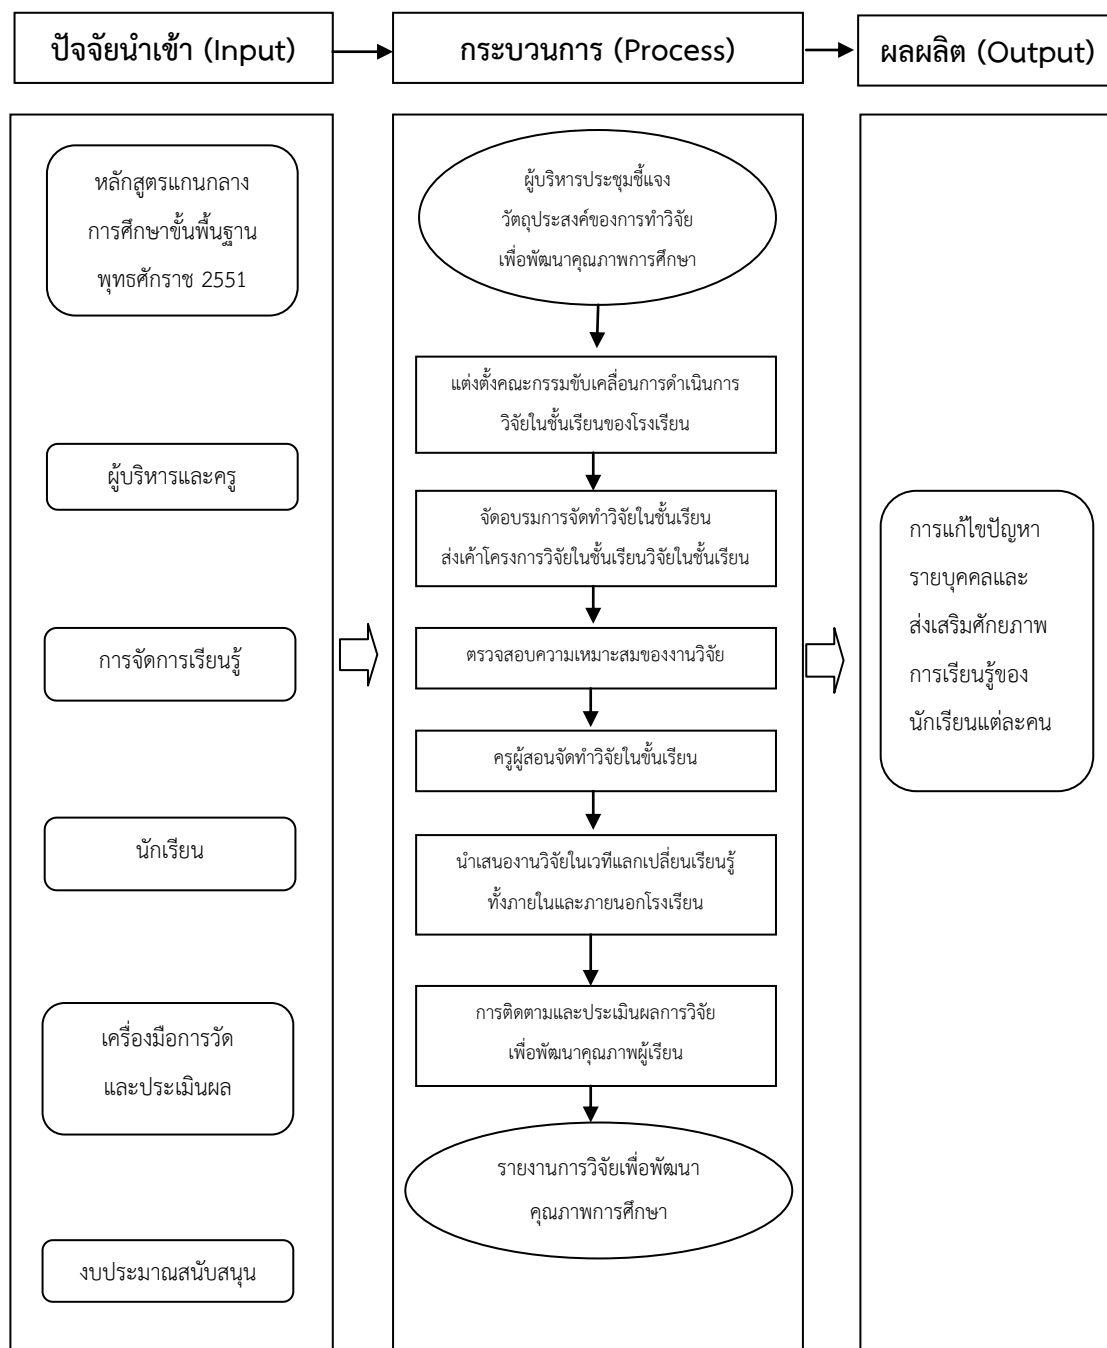 ปัจจัยนำเข้า (Input)
กระบวนการ (Process)
ผลผลิต (Output)
หลักสูตรแกนกลาง
การศึกษาขั้นพื้นฐาน
พุทธศักราช 2551
ผู้บริหารและครู
การจัดการเรียนรู้
นักเรียน
เครื่องมือการวัด
และประเมินผล
งบประมาณสนับสนุน
ผู้บริหารประชุมชี้แจง
วัตถุประสงค์ของการทำวิจัย
เพื่อพัฒนาคุณภาพการศึกษา
แต่งตั้งคณะกรรมขับเคลื่อนการดำเนินการ
วิจัยในชั้นเรียนของโรงเรียน
จัดอบรมการจัดทำวิจัยในชั้นเรียน
ส่งเค้าโครงการวิจัยในชั้นเรียนวิจัยในชั้นเรียน
ตรวจสอบความเหมาะสมของงานวิจัย
ครูผู้สอนจัดทำวิจัยในขั้นเรียน
นำเสนองานวิจัยในเวทีแลกเปลี่ยนเรียนรู้
ทั้งภายในและภายนอกโรงเรียน
การติดตามและประเมินผลการวิจัย
เพื่อพัฒนาคุณภาพผู้เรียน
รายงานการวิจัยเพื่อพัฒนา
คุณภาพการศึกษา
การแก้ไขปัญหา
รายบุคคลและ
ส่งเสริมศักยภาพ
การเรียนรู้ของ
นักเรียนแต่ละคน